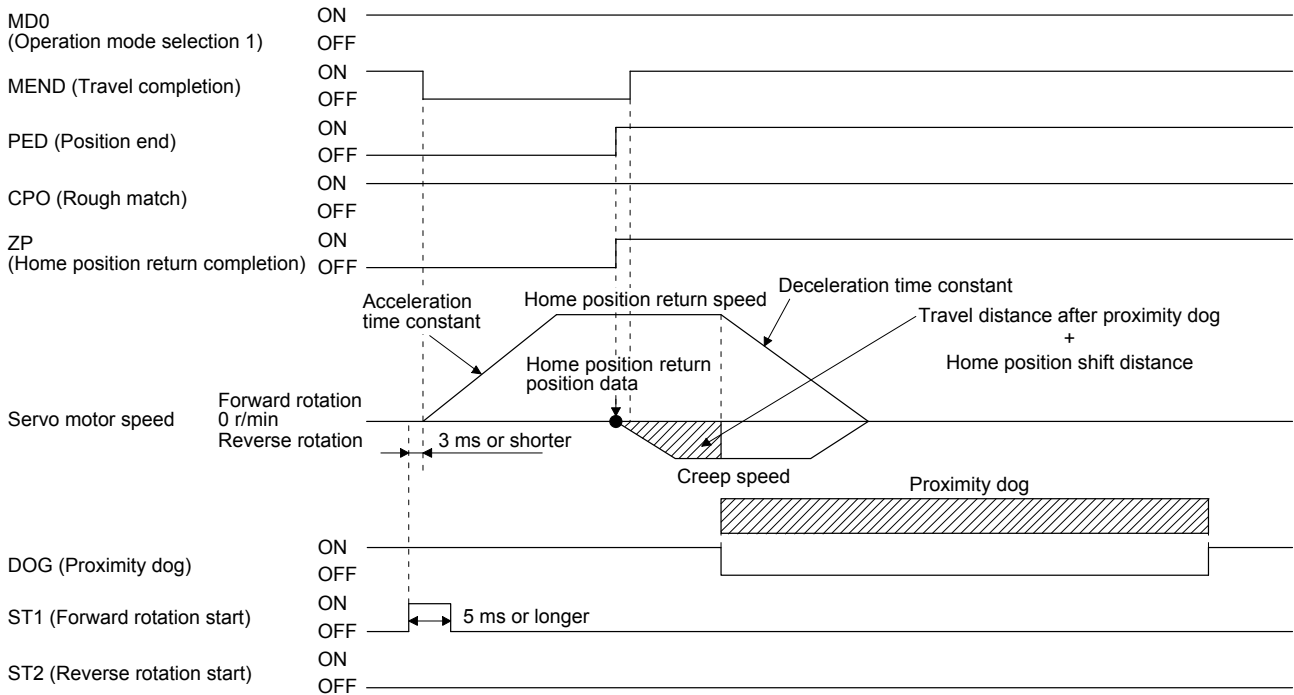 MD0
(Operation mode selection 1)
ON
OFF
MEND (Travel completion)
ON
OFF
PED (Position end)
ON
OFF
CPO (Rough match)
ON
OFF
ZP
(Home position return completion)
ON
OFF
Acceleration
time constant
Home position return speed
Deceleration time constant
Travel distance after proximity dog
+
Home position shift distance
Home position return
position data
Servo motor speed
Forward rotation
0 r/min
Reverse rotation
3 ms or shorter
Creep speed
Proximity dog
DOG (Proximity dog)
ON
OFF
ST1 (Forward rotation start)
ON
OFF
5 ms or longer
ST2 (Reverse rotation start)
ON
OFF